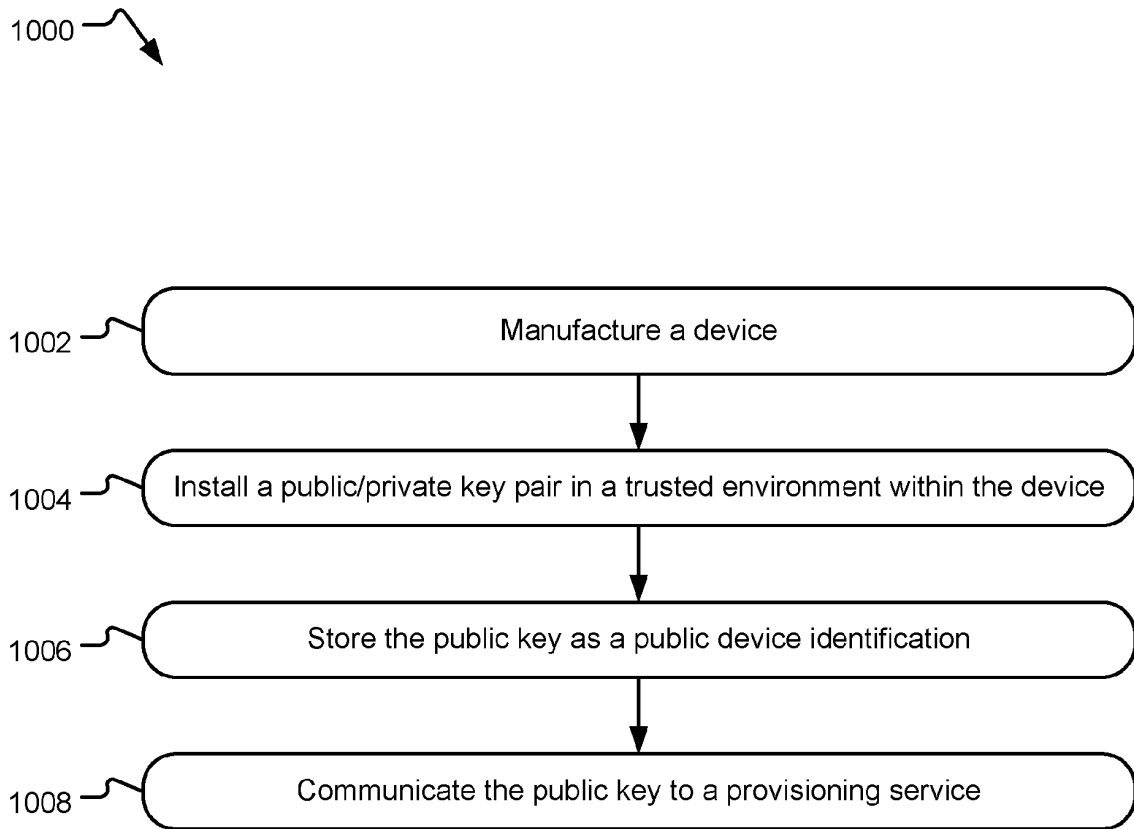 1000
1002
Manufacture a device
1004
Install a public/private key pair in a trusted environment within the device
1006
Store the public key as a public device identification
1008
Communicate the public key to a provisioning service